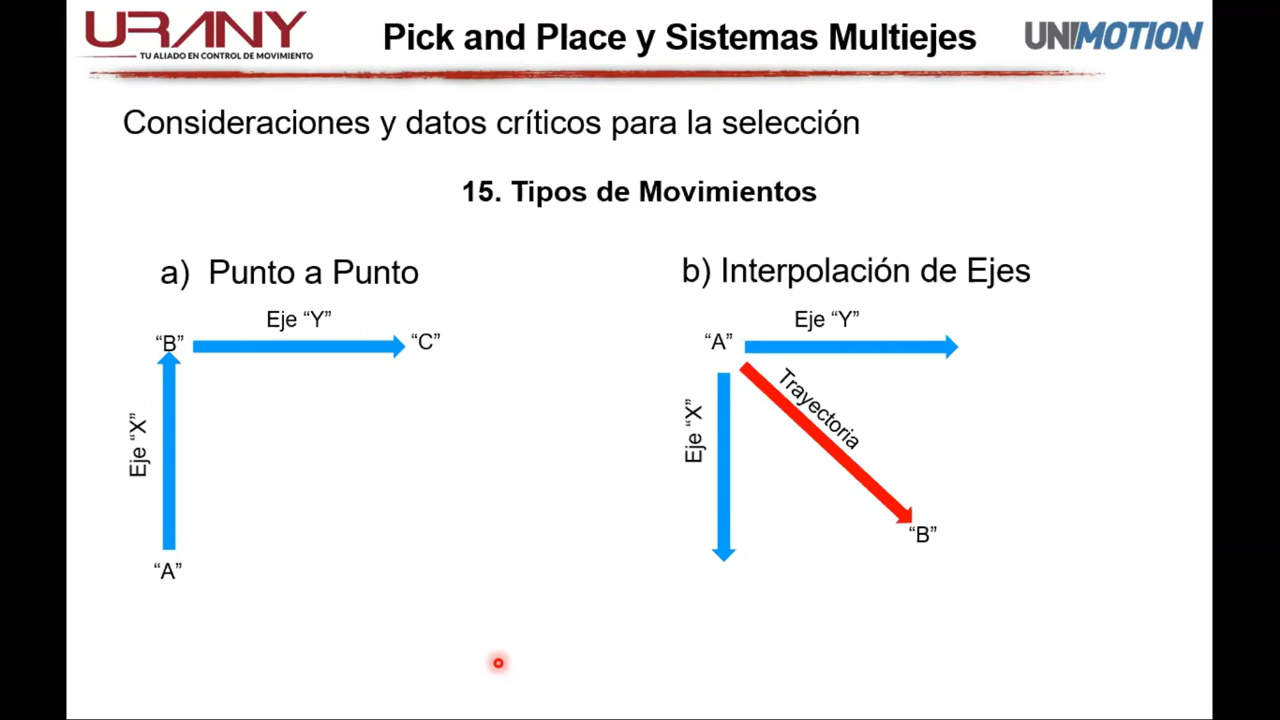 URANY
TU ALIADO EN CONTROL DE MOVIMIENTO
Pick and Place y Sistemas Multiejes
UNIMOTION
Consideraciones y datos críticos para la selección
15. Tipos de Movimientos
a) Punto a Punto
Eje “Y”
“B”
“C”
Eje “X”
“A”
b) Interpolación de Ejes
Eje “Y”
“A”
Trayectoria
Eje “X”
“B”